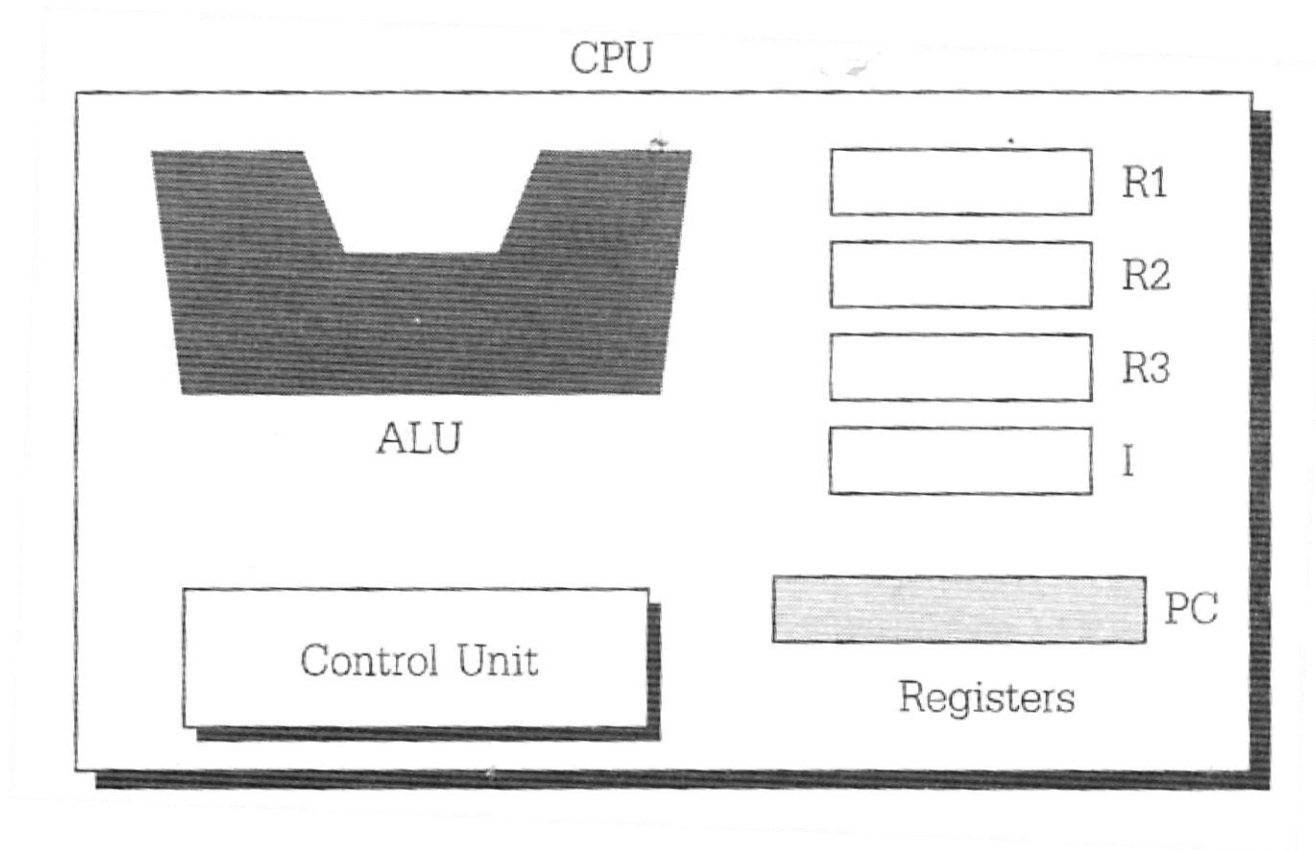 CPU
R1
R2
R3
ALU
I
Control Unit
PC
Registers